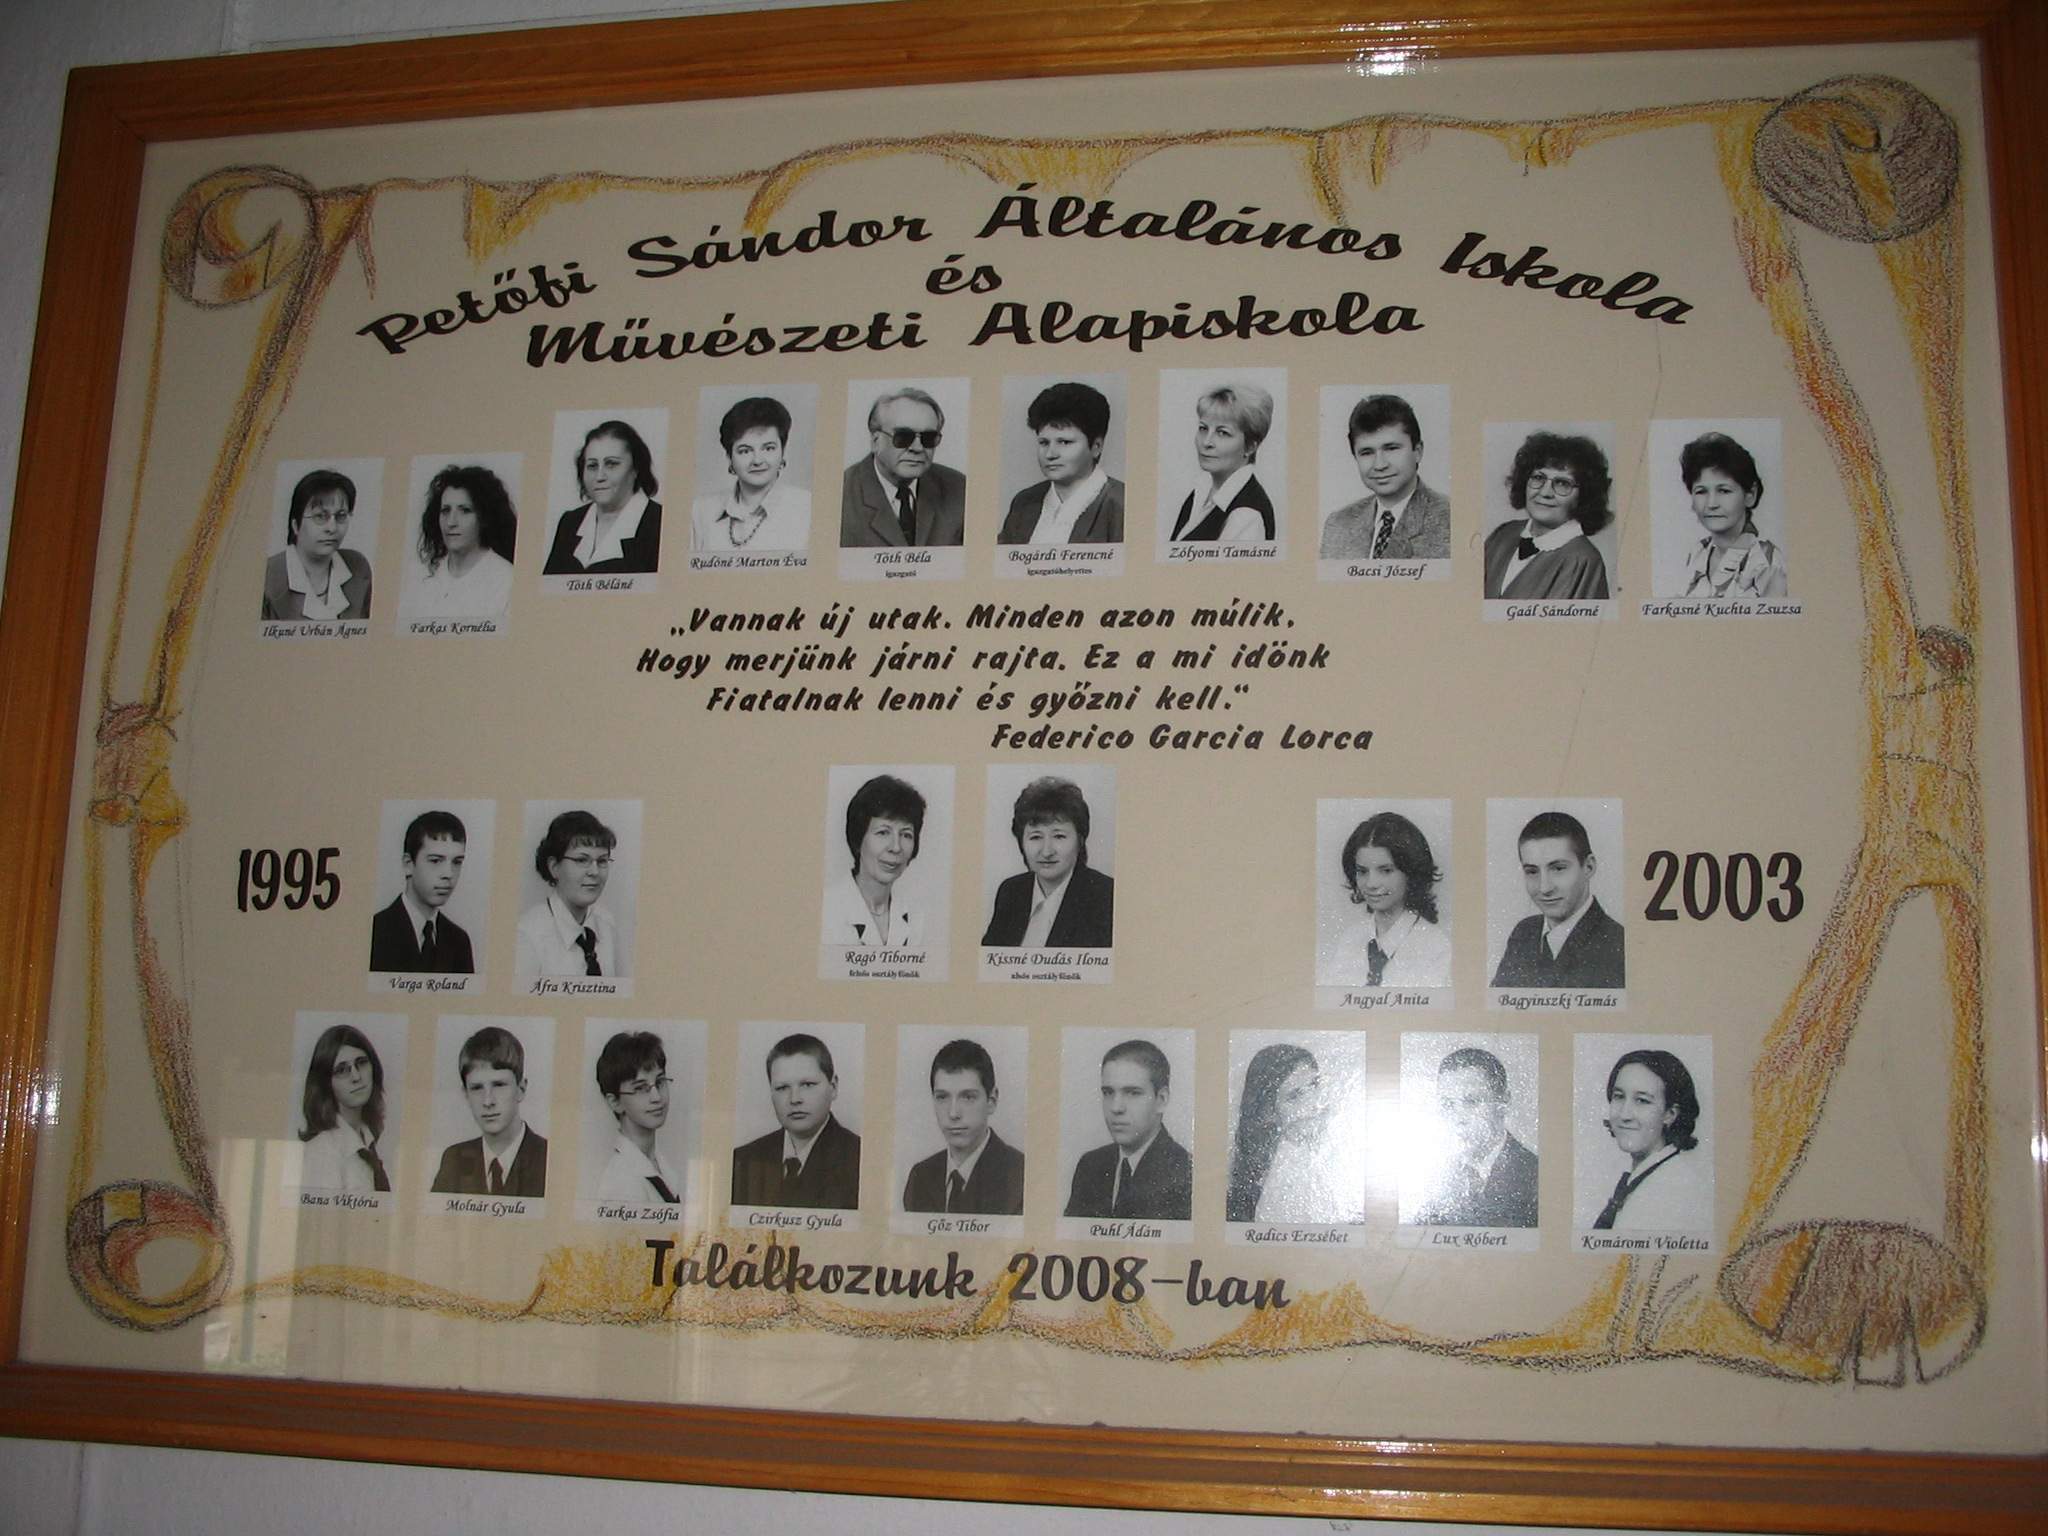 Petőfi Sándor Általános Iskola
és
Művészeti Alapiskola
Ilkuné Urbán Ágnes
Farkas Kornélia
Tóth Béláné
Rudóné Marton Éva
Tóth Béla
igazgató
Bogárdi Ferencné
igazgatóhelyettes
Zólyomi Tamásné
Bacsi József
Gaál Sándorné
Farkasné Kuchta Zsuzsa
„Vannak új utak. Minden azon múlik.
Hogy merjünk járni rajta. Ez a mi időnk
Fiatalnak lenni és győzni kell.“
Federico Garcia Lorca
1995
Varga Roland
Áfra Krisztina
Ragó Tiborné
felsős osztályfőnök
Kissné Dudás Ilona
alsós osztályfőnök
Angyal Anita
Bagyinszki Tamás
2003
Bana Viktória
Molnár Gyula
Farkas Zsófia
Czirkusz Gyula
Gőz Tibor
Puhl Ádám
Radics Erzsébet
Lux Róbert
Komáromi Violetta
Találkozunk 2008-ban